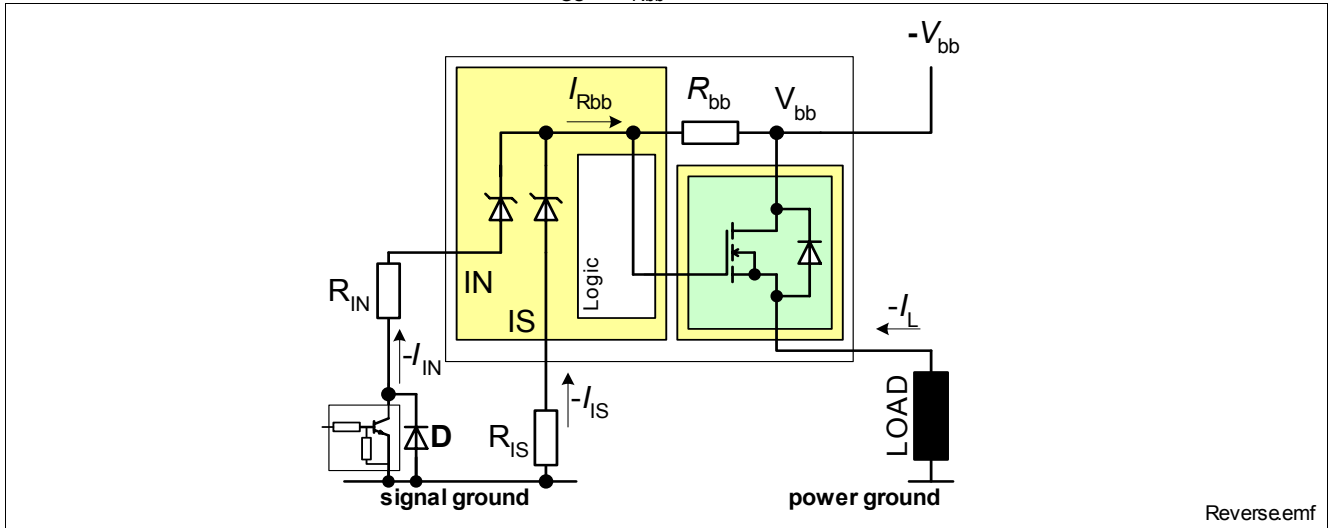 -Vbb
IRbb
Rbb
Vbb
RIN
IN
Logic
IS
-IL
-IIN
-IIS
LOAD
D
RIS
signal ground
power ground
Reverse.emf